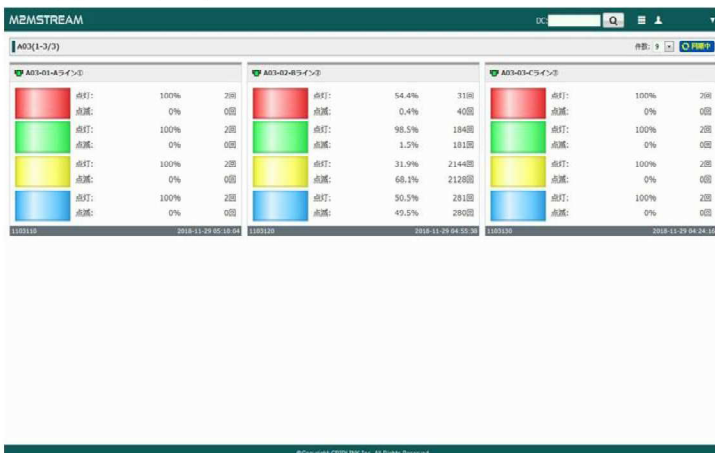 M2MSTREAM
DC:
A03(1-3/3)
件数: 9
同期中
A03-01-Aライン①
点灯: 100% 2回
点滅: 0% 0回
点灯: 100% 2回
点滅: 0% 0回
点灯: 100% 2回
点滅: 0% 0回
点灯: 100% 2回
点滅: 0% 0回
1103110 2018-11-29 05:10:04
A03-02-Bライン②
点灯: 54.4% 31回
点滅: 0.4% 40回
点灯: 98.5% 184回
点滅: 1.5% 181回
点灯: 31.9% 2144回
点滅: 68.1% 2128回
点灯: 50.5% 281回
点滅: 49.5% 280回
1103120 2018-11-29 04:55:30
A03-03-Cライン③
点灯: 100% 2回
点滅: 0% 0回
点灯: 100% 2回
点滅: 0% 0回
点灯: 100% 2回
点滅: 0% 0回
点灯: 100% 2回
点滅: 0% 0回
1103130 2018-11-29 04:24:16